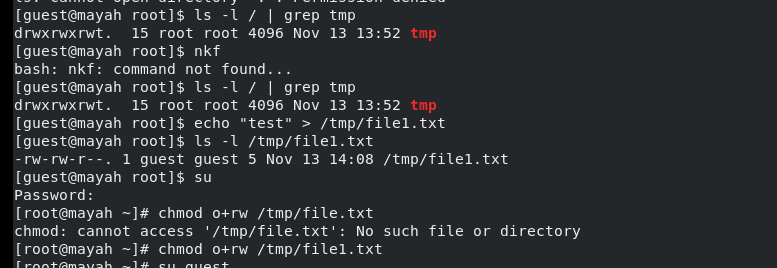 ls: cannot open directory '.': Permission denied
[guest@mayah root]$ ls -l / | grep tmp
drwxrwxrwt.  15 root root 4096 Nov 13 13:52 tmp
[guest@mayah root]$ nkf
bash: nkf: command not found...
[guest@mayah root]$ ls -l / | grep tmp
drwxrwxrwt.  15 root root 4096 Nov 13 13:52 tmp
[guest@mayah root]$ echo "test" > /tmp/file1.txt
[guest@mayah root]$ ls -l /tmp/file1.txt
-rw-rw-r--. 1 guest guest 5 Nov 13 14:08 /tmp/file1.txt
[guest@mayah root]$ su
Password:
[root@mayah ~]# chmod o+rw /tmp/file.txt
chmod: cannot access '/tmp/file.txt': No such file or directory
[root@mayah ~]# chmod o+rw /tmp/file1.txt
[root@mayah ~]# su guest